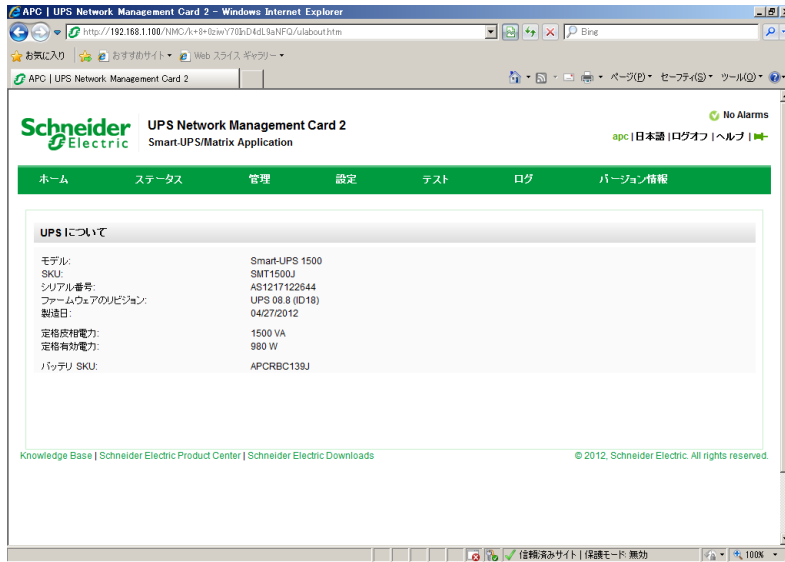 APC | UPS Network Management Card 2 - Windows Internet Explorer
http://192.168.1.100/NMC/k+8+0ziwY70InD4dL9aNFQ/ulabout.htm
Bing
お気に入り おすすめサイト Web スライス ギャラリー
APC | UPS Network Management Card 2
ページ(P) セーフティ(S) ツール(O)
Schneider Electric
UPS Network Management Card 2
Smart-UPS/Matrix Application
No Alarms
apc | 日本語 | ログオフ | ヘルプ |
ホーム ステータス 管理 設定 テスト ログ バージョン情報
UPSについて
モデル: Smart-UPS 1500
SKU: SMT1500J
シリアル番号: AS1217122644
ファームウェアのリビジョン: UPS 08.8 (ID18)
製造日: 04/27/2012
定格皮相電力: 1500 VA
定格有効電力: 980 W
バッテリ SKU: APCRBC139J
Knowledge Base | Schneider Electric Product Center | Schneider Electric Downloads
© 2012, Schneider Electric. All rights reserved.
信頼済みサイト | 保護モード: 無効
100%